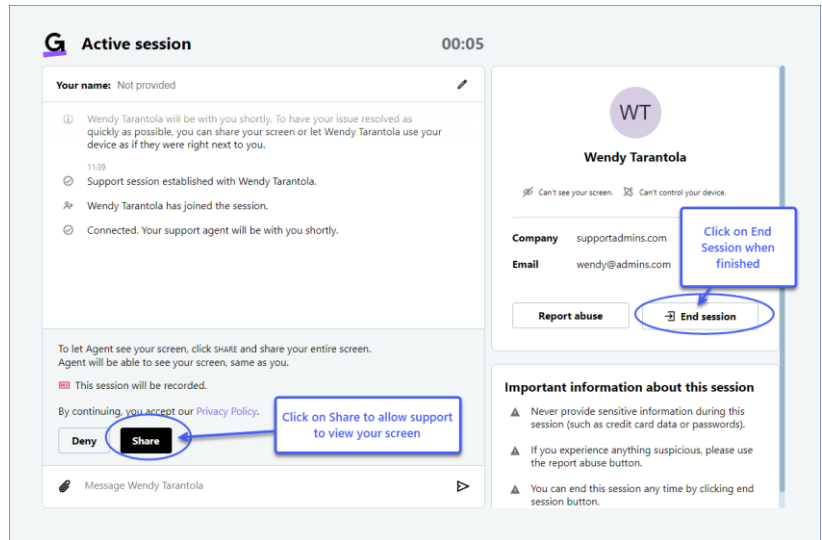 G Active session
00:05
Your name: Not provided
Wendy Tarantola will be with you shortly. To have your issue resolved as
quickly as possible, you can share your screen or let Wendy Tarantola use your
device as if they were right next to you.
11:39
Support session established with Wendy Tarantola.
Wendy Tarantola has joined the session.
Connected. Your support agent will be with you shortly.
To let Agent see your screen, click SHARE and share your entire screen.
Agent will be able to see your screen, same as you.
This session will be recorded.
By continuing, you accept our Privacy Policy.
Deny
Share
Click on Share to allow support
to view your screen
Message Wendy Tarantola
WT
Wendy Tarantola
Can't see your screen.
Can't control your device.
Company supportadmins.com
Email wendy@admins.com
Click on End
Session when
finished
Report abuse
End session
Important information about this session
Never provide sensitive information during this
session (such as credit card data or passwords).
If you experience anything suspicious, please use
the report abuse button.
You can end this session any time by clicking end
session button.